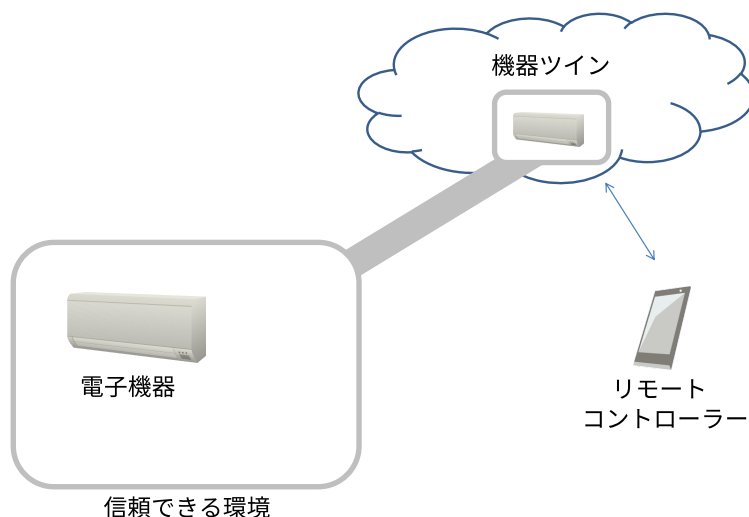 機器ツイン
電子機器
リモート
コントローラー
信頼できる環境